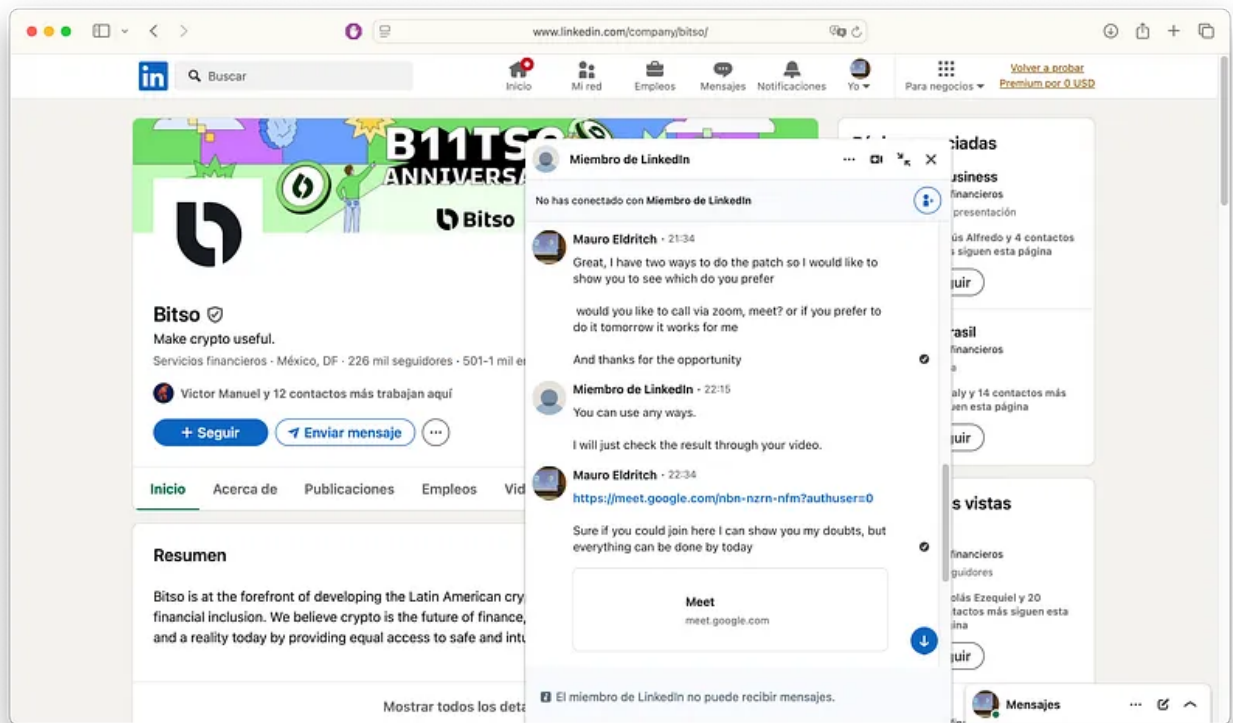 www.linkedin.com/company/bitso/
in
Buscar
Inicio
Mi red
Empleos
Mensajes
Notificaciones
Yo
Para negocios
Volver a probar
Premium por 0 USD
B11TSO
ANNIVERSA
Bitso
Bitso
Make crypto useful.
Servicios financieros · México, DF · 226 mil seguidores · 501-1 mil
Victor Manuel y 12 contactos más trabajan aquí
+ Seguir
Enviar mensaje
Inicio
Acerca de
Publicaciones
Empleos
Vid
Resumen
Bitso is at the forefront of developing the Latin American cry
financial inclusion. We believe crypto is the future of finance,
and a reality today by providing equal access to safe and intu
Mostrar todos los deta
Miembro de LinkedIn
No has conectado con Miembro de LinkedIn
Mauro Eldritch · 21:34
Great, I have two ways to do the patch so I would like to
show you to see which do you prefer
would you like to call via zoom, meet? or if you prefer to
do it tomorrow it works for me
And thanks for the opportunity
Miembro de LinkedIn · 22:15
You can use any ways.
I will just check the result through your video.
Mauro Eldritch · 22:34
https://meet.google.com/nbn-nzrn-nfm?authuser=0
Sure if you could join here I can show you my doubts, but
everything can be done by today
Meet
meet.google.com
El miembro de LinkedIn no puede recibir mensajes.
ciadas
usiness
financieros
presentación
ús Alfredo y 4 contactos
siguen esta página
uir
rasil
financieros
aly y 14 contactos más
uen esta página
uir
s vistas
financieros
guidores
olás Ezequiel y 20
tactos más siguen esta
ina
uir
Mensajes